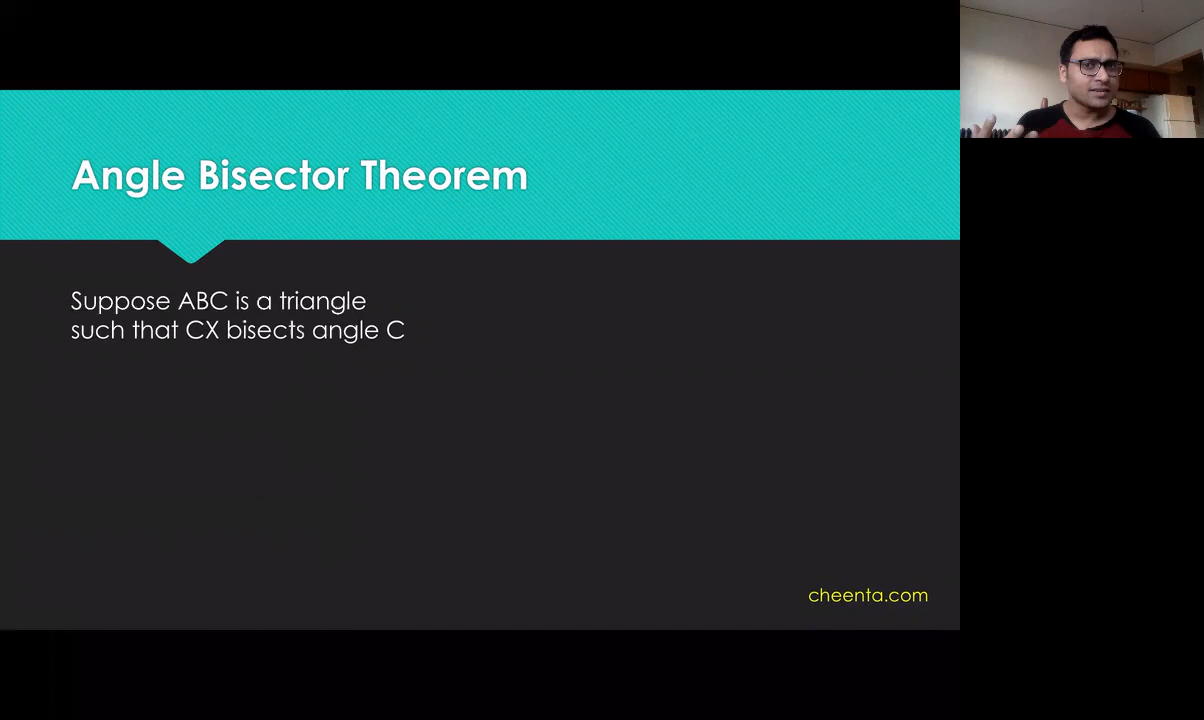 Angle Bisector Theorem
Suppose ABC is a triangle
such that CX bisects angle C
cheenta.com